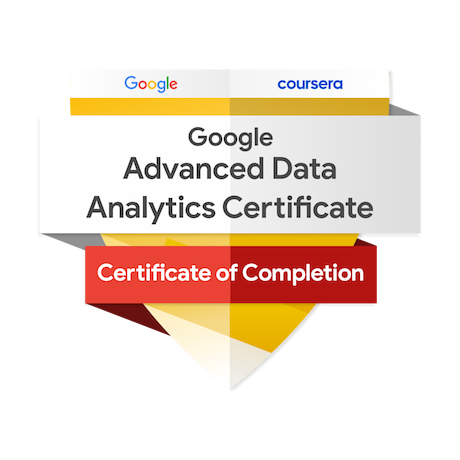 Google coursera
Google
Advanced Data
Analytics Certificate
Certificate of Completion